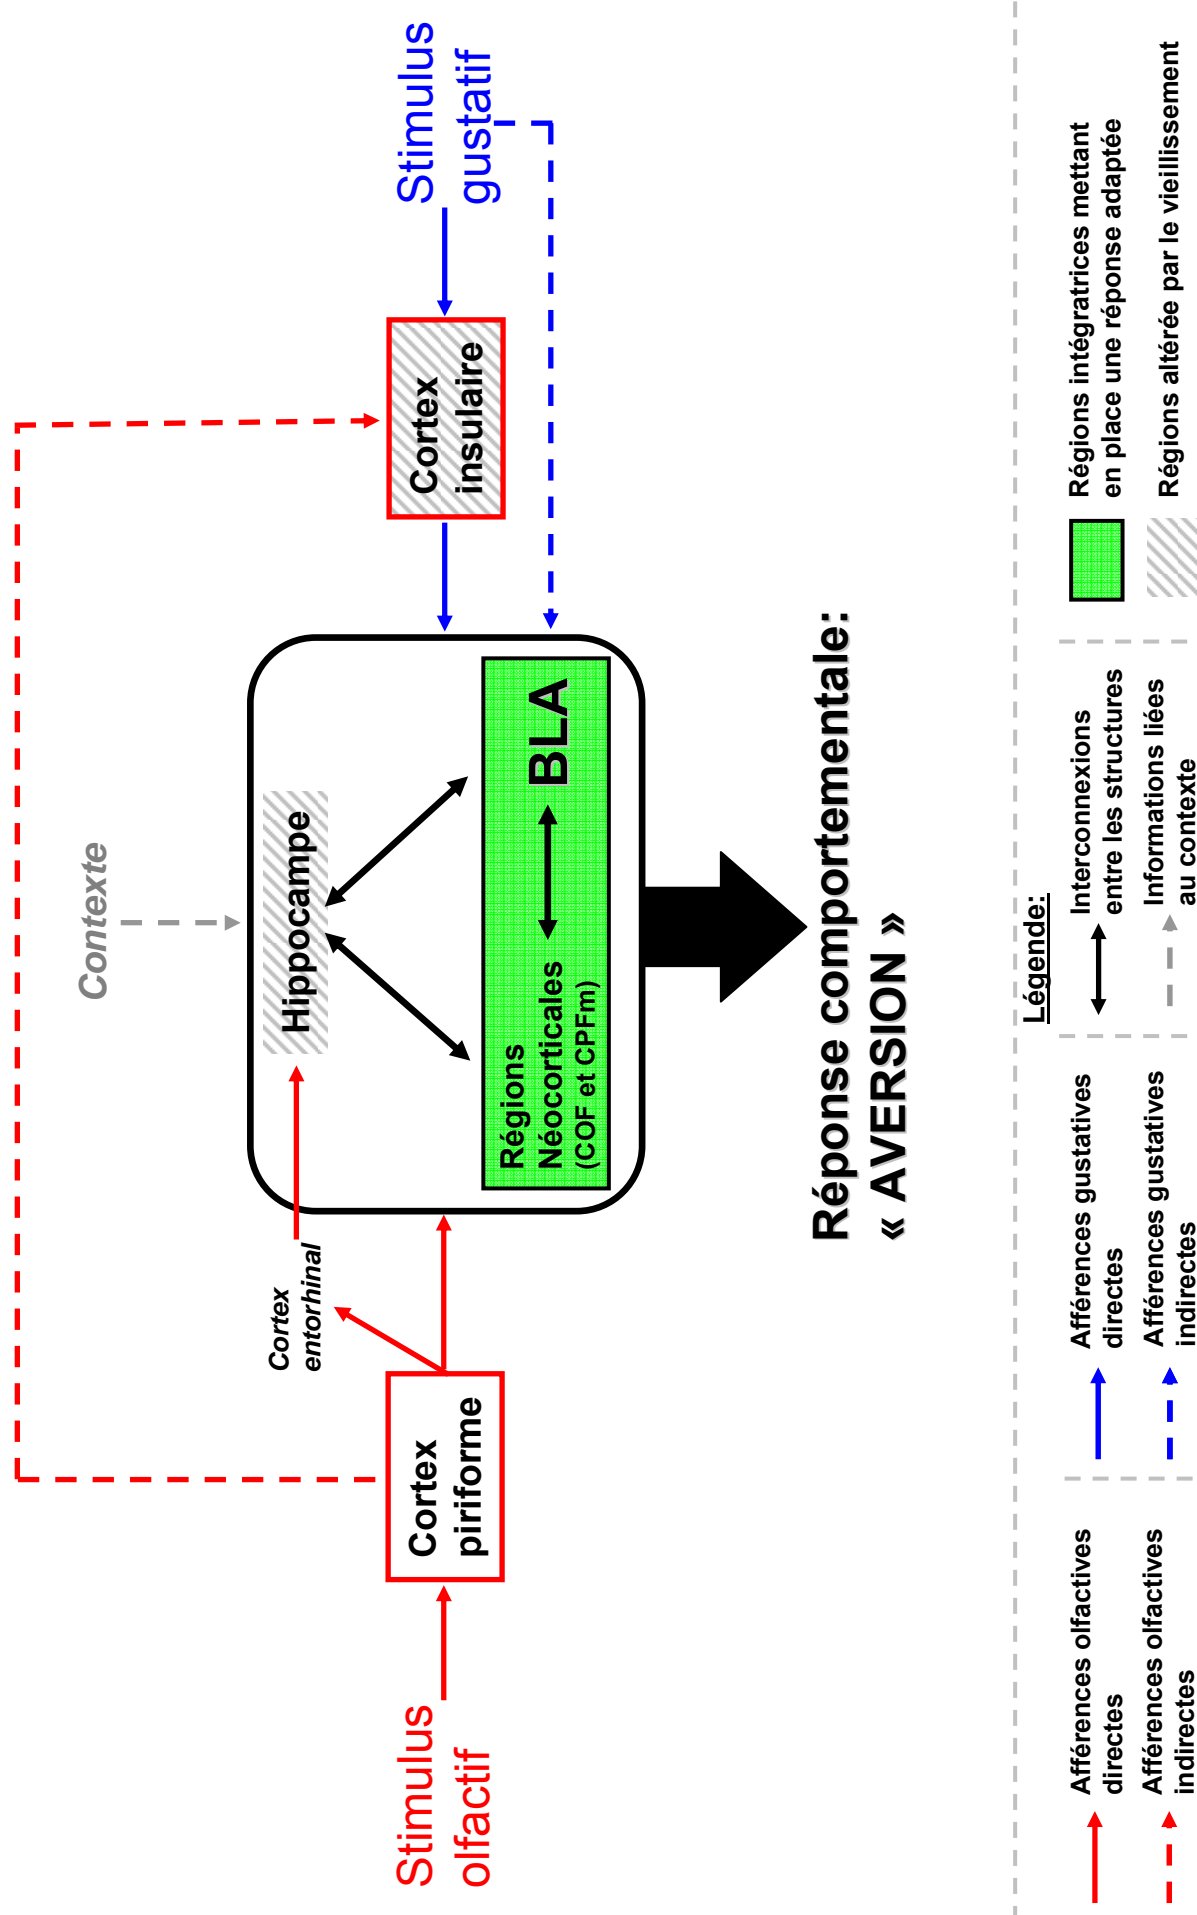 Contexte
Hippocampe
Cortex
entorhinal
Stimulus
olfactif
Cortex
piriforme
Cortex
insulaire
Stimulus
gustatif
Régions
Néocorticales
(COF et CPFm)
BLA
Réponse comportementale:
« AVERSION »
Légende:
Afférences olfactives
directes
Afférences olfactives
indirectes
Afférences gustatives
directes
Afférences gustatives
indirectes
Interconnexions
entre les structures
Informations liées
au contexte
Régions intégratrices mettant
en place une réponse adaptée
Régions altérée par le vieillissement